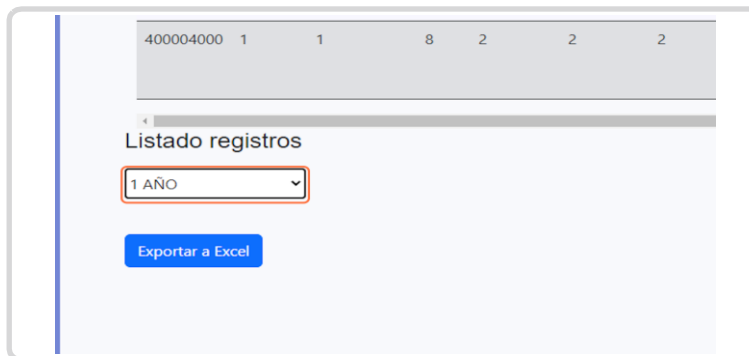 400004000 1 1 8 2 2 2
Listado registros
1 AÑO
Exportar a Excel